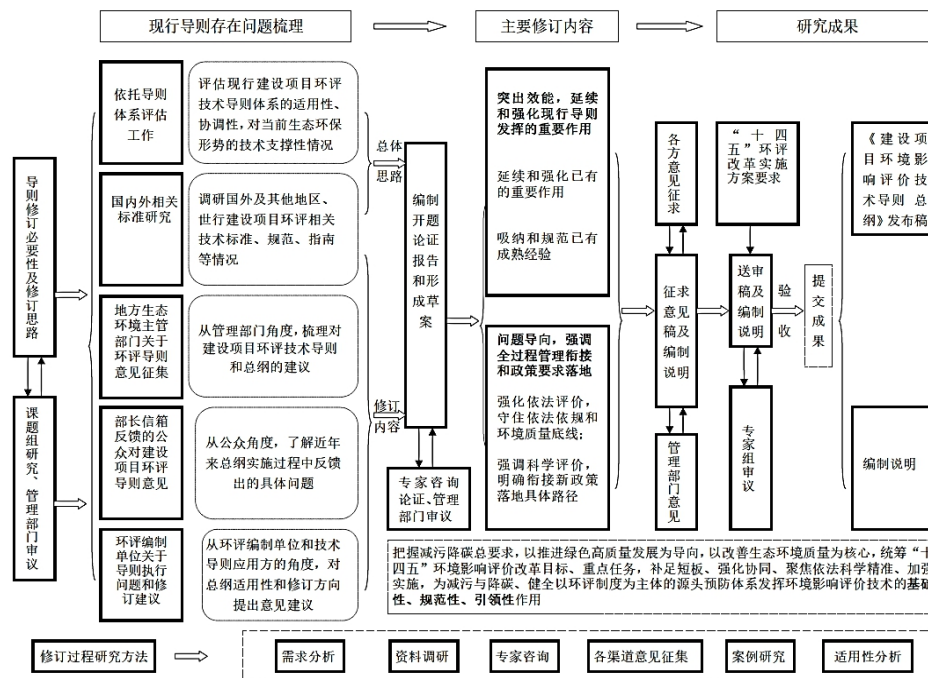 现行导则存在问题梳理
主要修订内容
研究成果
导则修订必要性及修订思路
课题组研究、管理部门审议
依托导则
体系评估
工作
评估现行建设项目环评
技术导则体系的适用性、
协调性,对当前生态环保
形势的技术支撑性情况
国内外相关
标准研究
调研国外及其他地区、
世行建设项目环评相关
技术标准、规范、指南
等情况
地方生态
环境主管
部门关于
环评导则
意见征集
从管理部门角度,梳理对
建设项目环评技术导则
和总纲的建议
部长信箱
反馈的公
众对建设
项目环评
导则意见
从公众角度,了解近年
来总纲实施过程中反馈
出的具体问题
环评编制
单位关于
导则执行
问题和修
订建议
从环评编制单位和技术
导则应用方的角度,对
总纲适用性和修订方向
提出意见建议
总体
思路
修订
内容
编制
开题
论证
报告
和形
成草
案
专家咨询
论证、管理
部门审议
突出效能,延续
和强化现行导则
发挥的重要作用
延续和强化已有
的重要作用
吸纳和规范已有
成熟经验
问题导向,强调
全过程管理衔接
和政策要求落地
强化依法评价,
守住依法依规和
环境质量底线;
强调科学评价,
明确衔接新政策
落地具体路径
各方意见征求
征求
意见
稿及
编制
说明
管理部门意见
“十四
五”环评
改革实施
方案要求
送审
稿及
编制
说明
专家组审议
验
收
提交成果
《建设项
目环境影
响评价技
术导则 总
纲》发布稿
编制说明
把握减污降碳总要求,以推进绿色高质量发展为导向,以改善生态环境质量为核心,统筹“十
四五”环境影响评价改革目标、重点任务,补足短板、强化协同、聚焦依法科学精准、加强
实施,为减污与降碳、健全以环评制度为主体的源头预防体系发挥环境影响评价技术的基础
性、规范性、引领性作用
修订过程研究方法
需求分析
资料调研
专家咨询
各渠道意见征集
案例研究
适用性分析